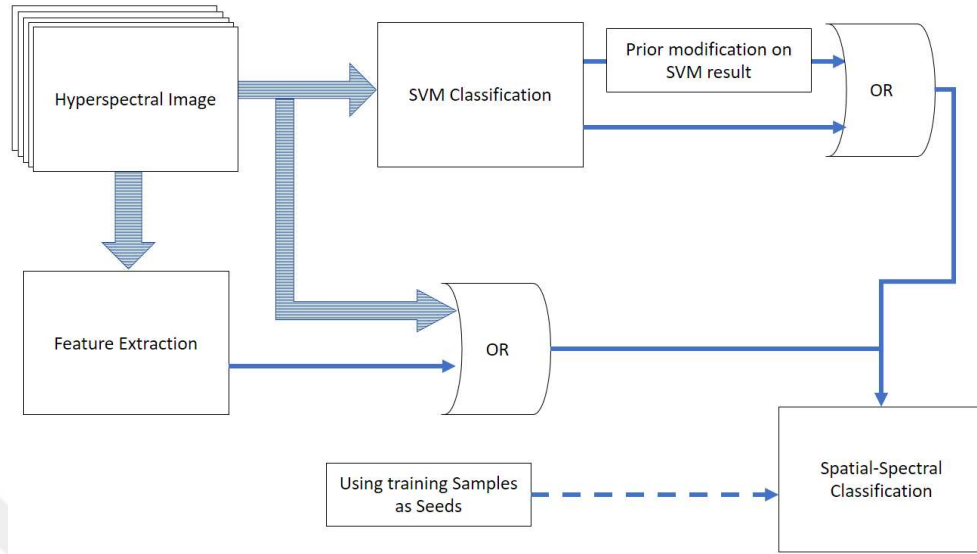 Hyperspectral Image
SVM Classification
Prior modification on
SVM result
OR
Feature Extraction
OR
Using training Samples
as Seeds
Spatial-Spectral
Classification